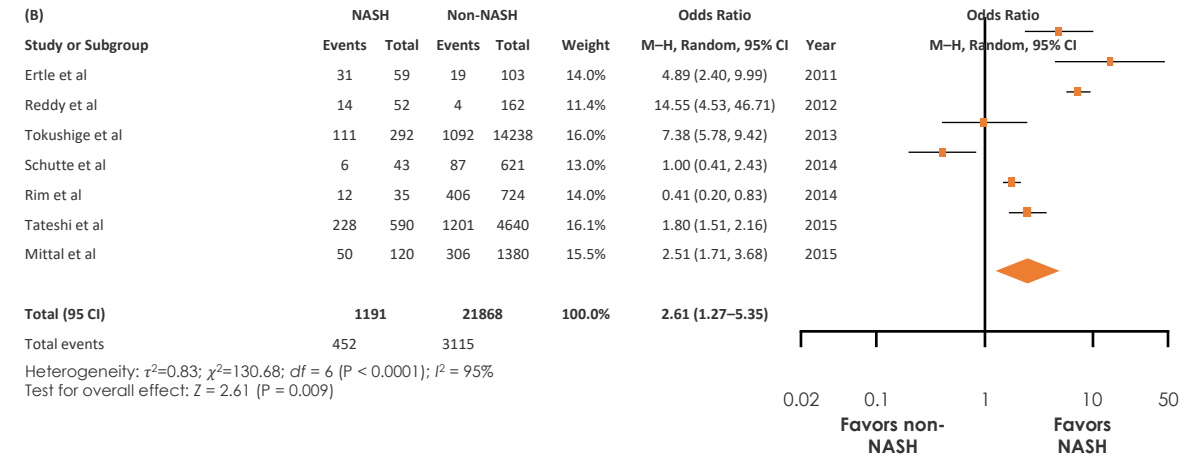 (B) NASH Non-NASH Odds Ratio Odds Ratio
Study or Subgroup Events Total Events Total Weight M–H, Random, 95% CI Year M–H, Random, 95% CI
Ertle et al 31 59 19 103 14.0% 4.89 (2.40, 9.99) 2011
Reddy et al 14 52 4 162 11.4% 14.55 (4.53, 46.71) 2012
Tokushige et al 111 292 1092 14238 16.0% 7.38 (5.78, 9.42) 2013
Schutte et al 6 43 87 621 13.0% 1.00 (0.41, 2.43) 2014
Rim et al 12 35 406 724 14.0% 0.41 (0.20, 0.83) 2014
Tateshi et al 228 590 1201 4640 16.1% 1.80 (1.51, 2.16) 2015
Mittal et al 50 120 306 1380 15.5% 2.51 (1.71, 3.68) 2015
Total (95 CI) 1191 21868 100.0% 2.61 (1.27–5.35)
Total events 452 3115
Heterogeneity: τ²=0.83; χ²=130.68; df = 6 (P < 0.0001); I² = 95%
Test for overall effect: Z = 2.61 (P = 0.009)
0.02 0.1 1 10 50
Favors non- Favors
NASH NASH